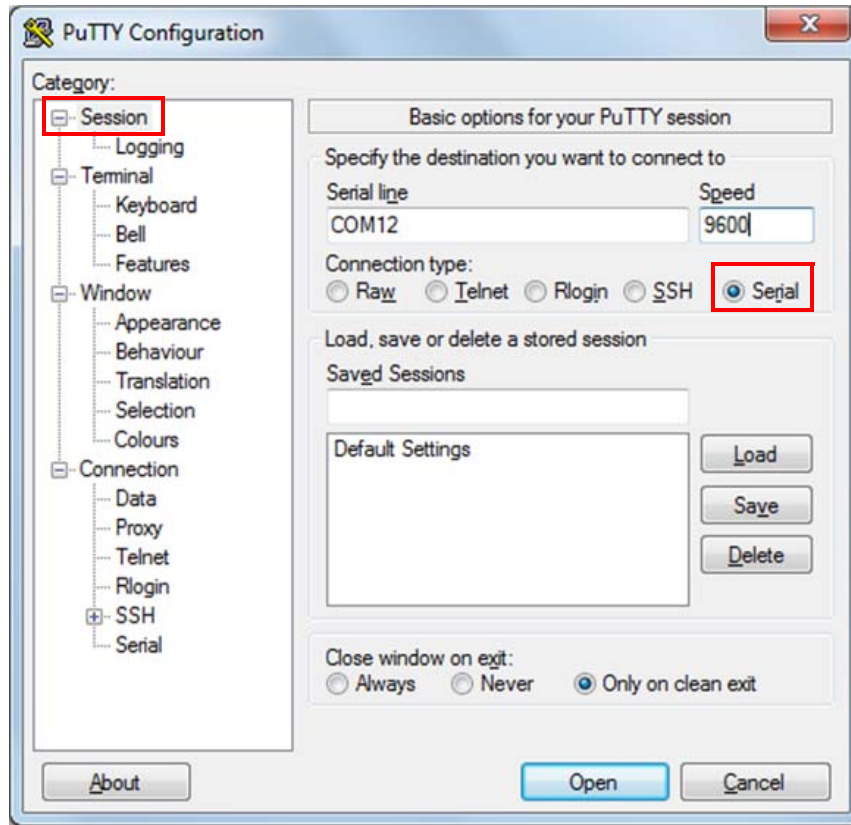 PuTTY Configuration
Category:
Session
Logging
Terminal
Keyboard
Bell
Features
Window
Appearance
Behaviour
Translation
Selection
Colours
Connection
Data
Proxy
Telnet
Rlogin
SSH
Serial
Basic options for your PuTTY session
Specify the destination you want to connect to
Serial line Speed
COM12 9600
Connection type:
Raw Telnet Rlogin SSH Serial
Load, save or delete a stored session
Saved Sessions
Default Settings
Load
Save
Delete
Close window on exit:
Always Never Only on clean exit
About Open Cancel